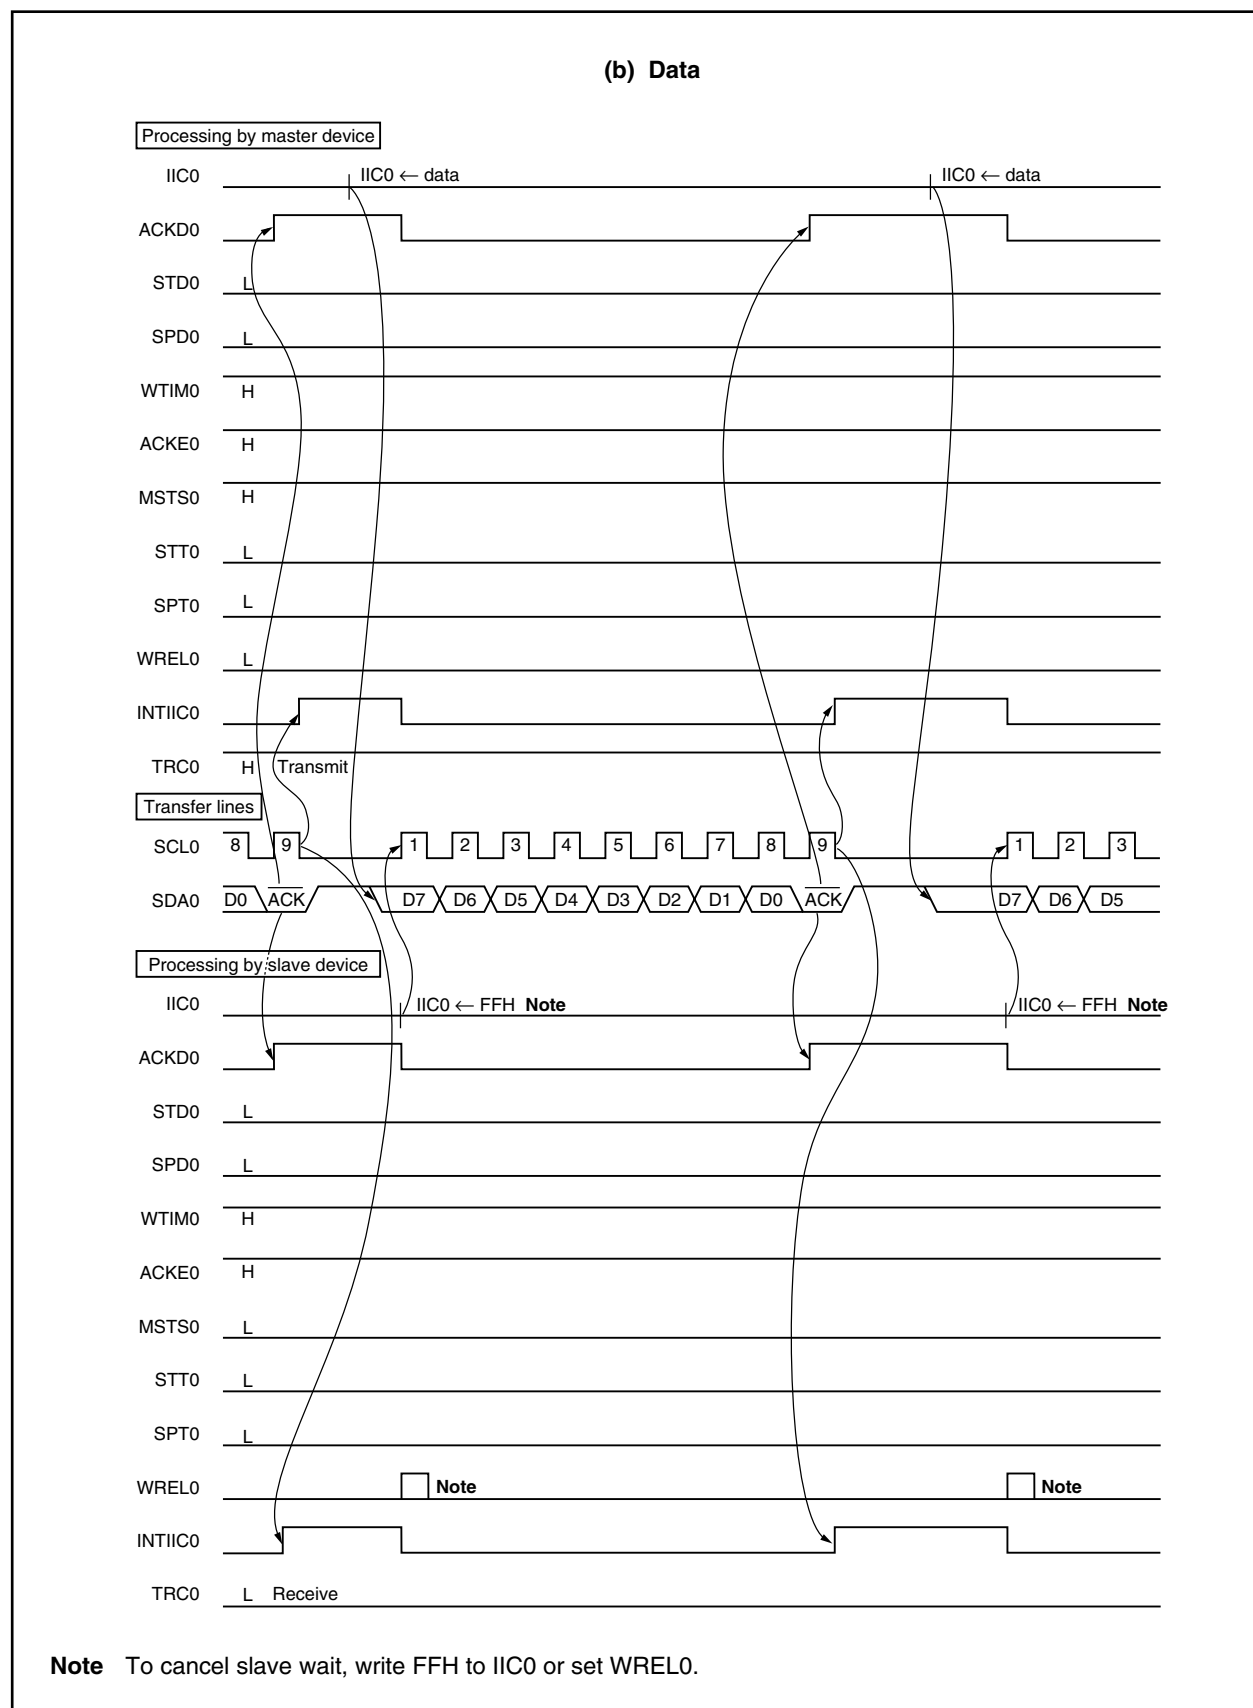 (b) Data
Processing by master device
IIC0 IIC0 ← data IIC0 ← data
ACKD0
STD0 L
SPD0 L
WTIM0 H
ACKE0 H
MSTS0 H
STT0 L
SPT0 L
WREL0 L
INTIIC0
TRC0 H Transmit
Transfer lines
SCL0 8 9 1 2 3 4 5 6 7 8 9 1 2 3
SDA0 D0 ACK D7 D6 D5 D4 D3 D2 D1 D0 ACK D7 D6 D5
Processing by slave device
IIC0 IIC0 ← FFH Note IIC0 ← FFH Note
ACKD0
STD0 L
SPD0 L
WTIM0 H
ACKE0 H
MSTS0 L
STT0 L
SPT0 L
WREL0 Note Note
INTIIC0
TRC0 L Receive
Note To cancel slave wait, write FFH to IIC0 or set WREL0.